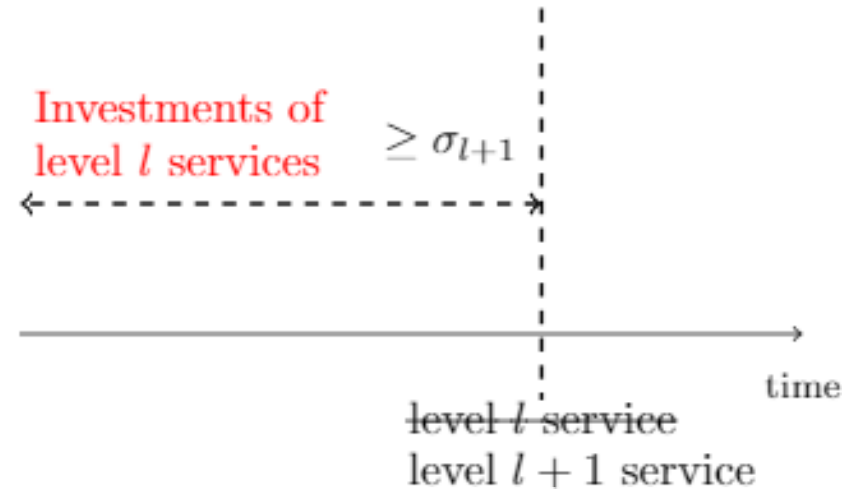 Investments of
level l services
≥ σ_{l+1}
time
level l service
level l + 1 service